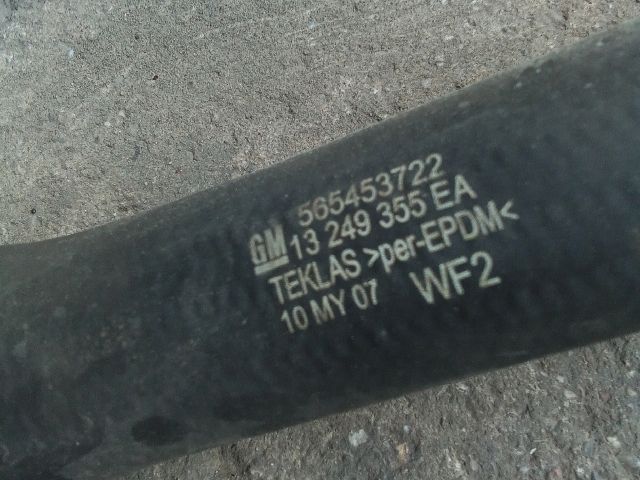 565453722
GM 13 249 355 EA
TEKLAS >per-EPDM<
10 MY 07 WF2